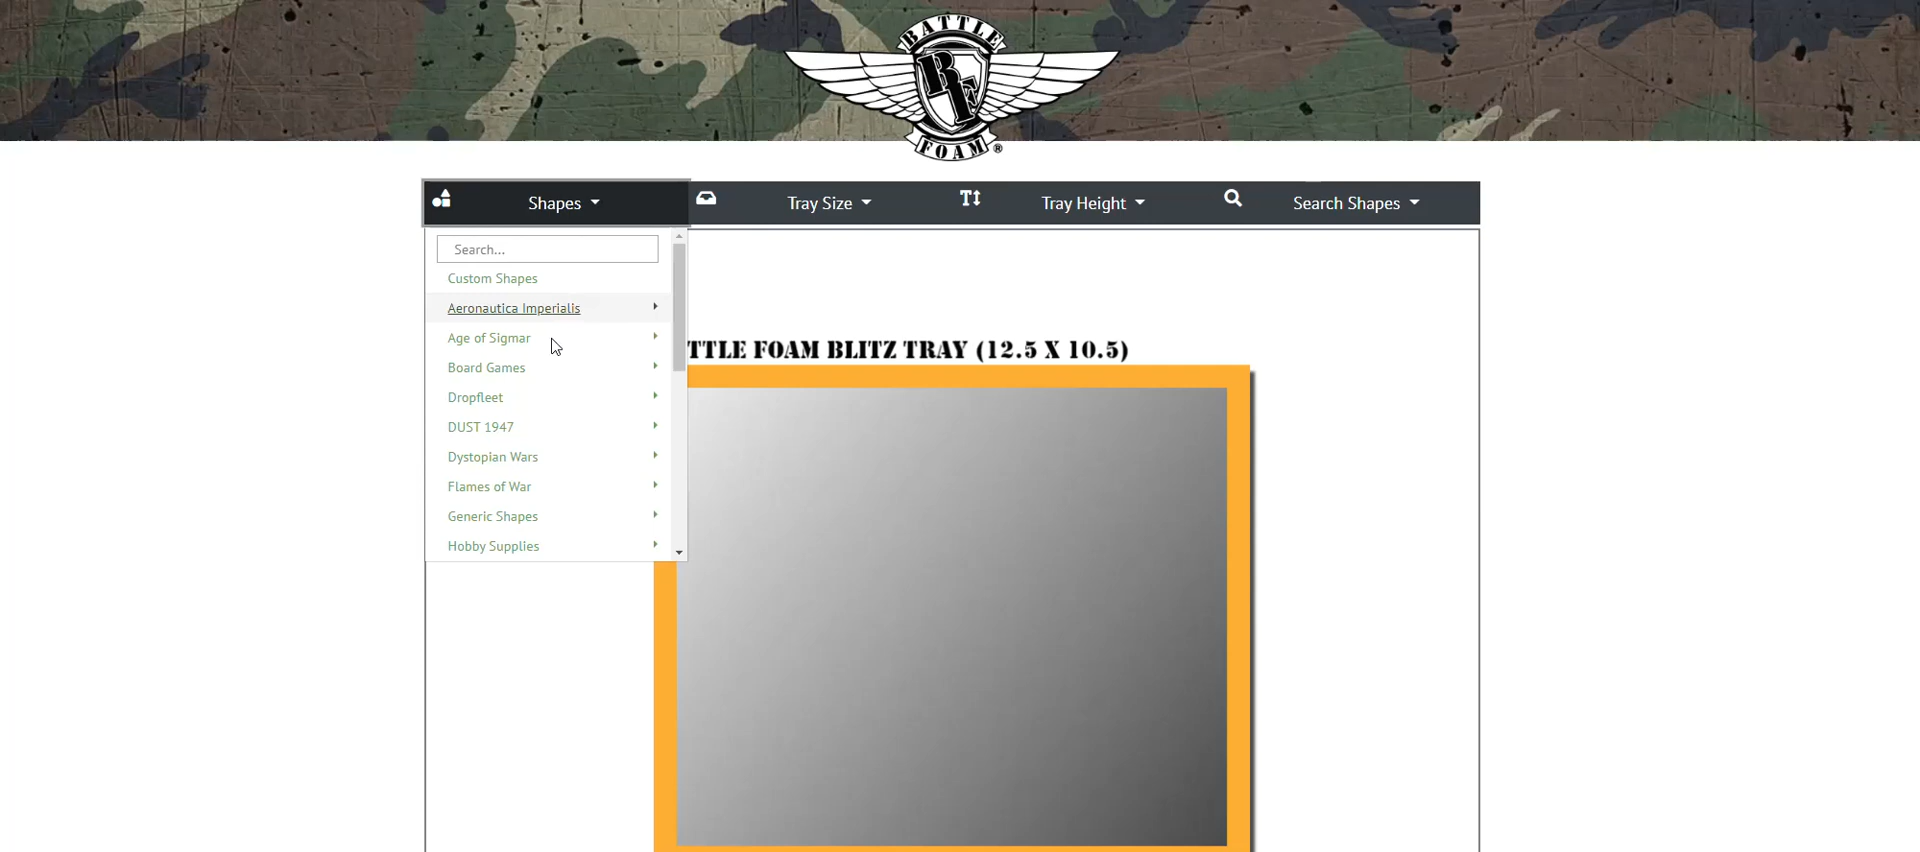 BATTLE
BF
FOAM ®
Shapes
Tray Size
Tray Height
Search Shapes
Search...
Custom Shapes
Aeronautica Imperialis
Age of Sigmar
Board Games
Dropfleet
DUST 1947
Dystopian Wars
Flames of War
Generic Shapes
Hobby Supplies
TTLE FOAM BLITZ TRAY (12.5 X 10.5)